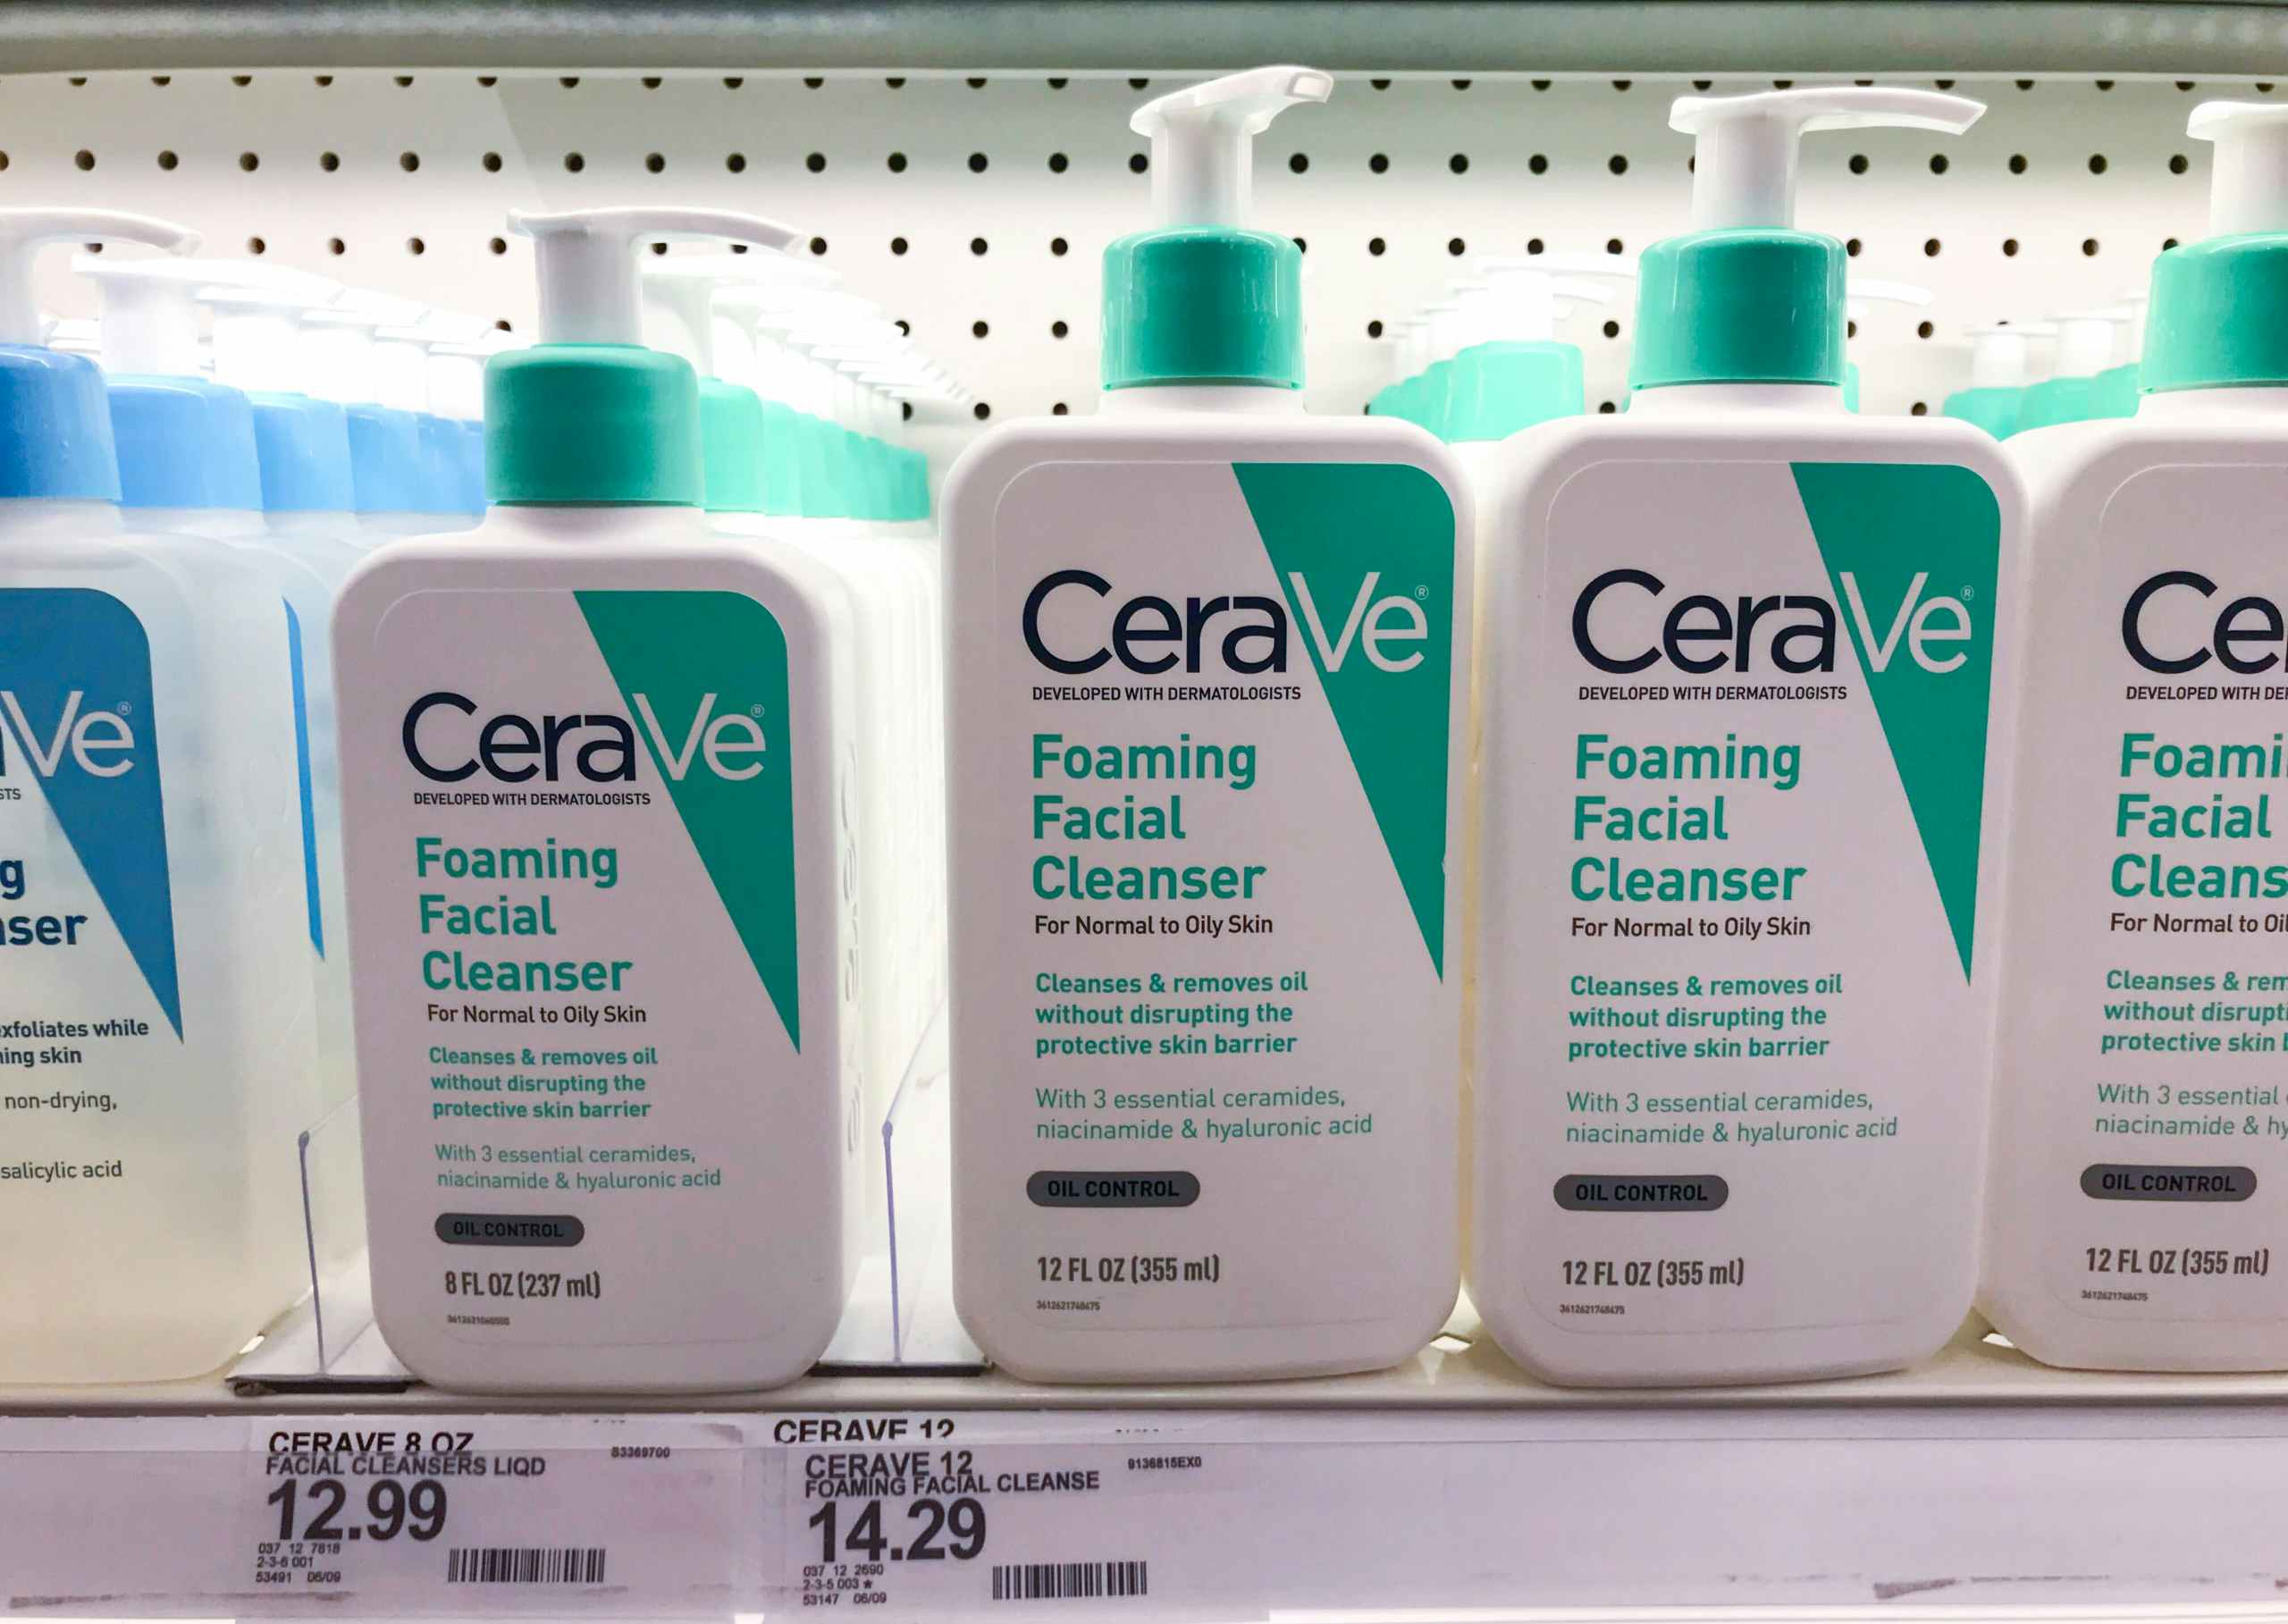 Ve®
STS
g
nser
xfoliates while
ning skin
non-drying,
salicylic acid
CeraVe®
DEVELOPED WITH DERMATOLOGISTS
Foaming
Facial
Cleanser
For Normal to Oily Skin
Cleanses & removes oil
without disrupting the
protective skin barrier
With 3 essential ceramides,
niacinamide & hyaluronic acid
OIL CONTROL
8 FL OZ (237 ml)
CeraVe®
DEVELOPED WITH DERMATOLOGISTS
Foaming
Facial
Cleanser
For Normal to Oily Skin
Cleanses & removes oil
without disrupting the
protective skin barrier
With 3 essential ceramides,
niacinamide & hyaluronic acid
OIL CONTROL
12 FL OZ (355 ml)
3612621748475
CeraVe®
DEVELOPED WITH DERMATOLOGISTS
Foaming
Facial
Cleanser
For Normal to Oily Skin
Cleanses & removes oil
without disrupting the
protective skin barrier
With 3 essential ceramides,
niacinamide & hyaluronic acid
OIL CONTROL
12 FL OZ (355 ml)
3612621748475
Ce
DEVELOPED WITH DE
Foami
Facial
Cleans
For Normal to Oil
Cleanses & rem
without disrupti
protective skin b
With 3 essential
niacinamide & hy
OIL CONTROL
12 FL OZ (355 ml)
3612621748475
CERAVE 8 OZ
FACIAL CLEANSERS LIQD
83369700
12.99
037 12 7818
2-3-6 001
53491 06/09
CERAVE 12
CERAVE 12
FOAMING FACIAL CLEANSE
9136815EX0
14.29
037 12 2690
2-3-5 003 *
53147 06/09